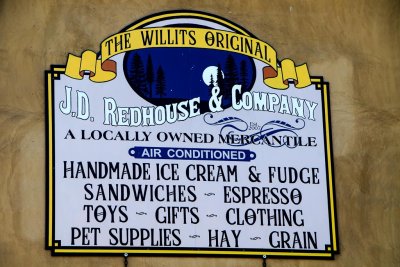 THE WILLITS ORIGINAL
J.D. REDHOUSE & COMPANY
A LOCALLY OWNED MERCANTILE
AIR CONDITIONED
HANDMADE ICE CREAM & FUDGE
SANDWICHES ~ ESPRESSO
TOYS ~ GIFTS ~ CLOTHING
PET SUPPLIES ~ HAY ~ GRAIN